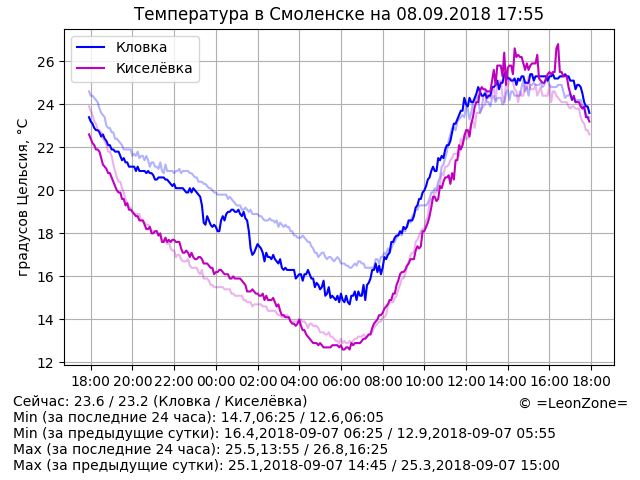 Температура в Смоленске на 08.09.2018 17:55
Кловка
Киселёвка
градусов Цельсия, °C
26
24
22
20
18
16
14
12
18:00 20:00 22:00 00:00 02:00 04:00 06:00 08:00 10:00 12:00 14:00 16:00 18:00
Сейчас: 23.6 / 23.2 (Кловка / Киселёвка)
© =LeonZone=
Min (за последние 24 часа): 14.7,06:25 / 12.6,06:05
Min (за предыдущие сутки): 16.4,2018-09-07 06:25 / 12.9,2018-09-07 05:55
Max (за последние 24 часа): 25.5,13:55 / 26.8,16:25
Max (за предыдущие сутки): 25.1,2018-09-07 14:45 / 25.3,2018-09-07 15:00